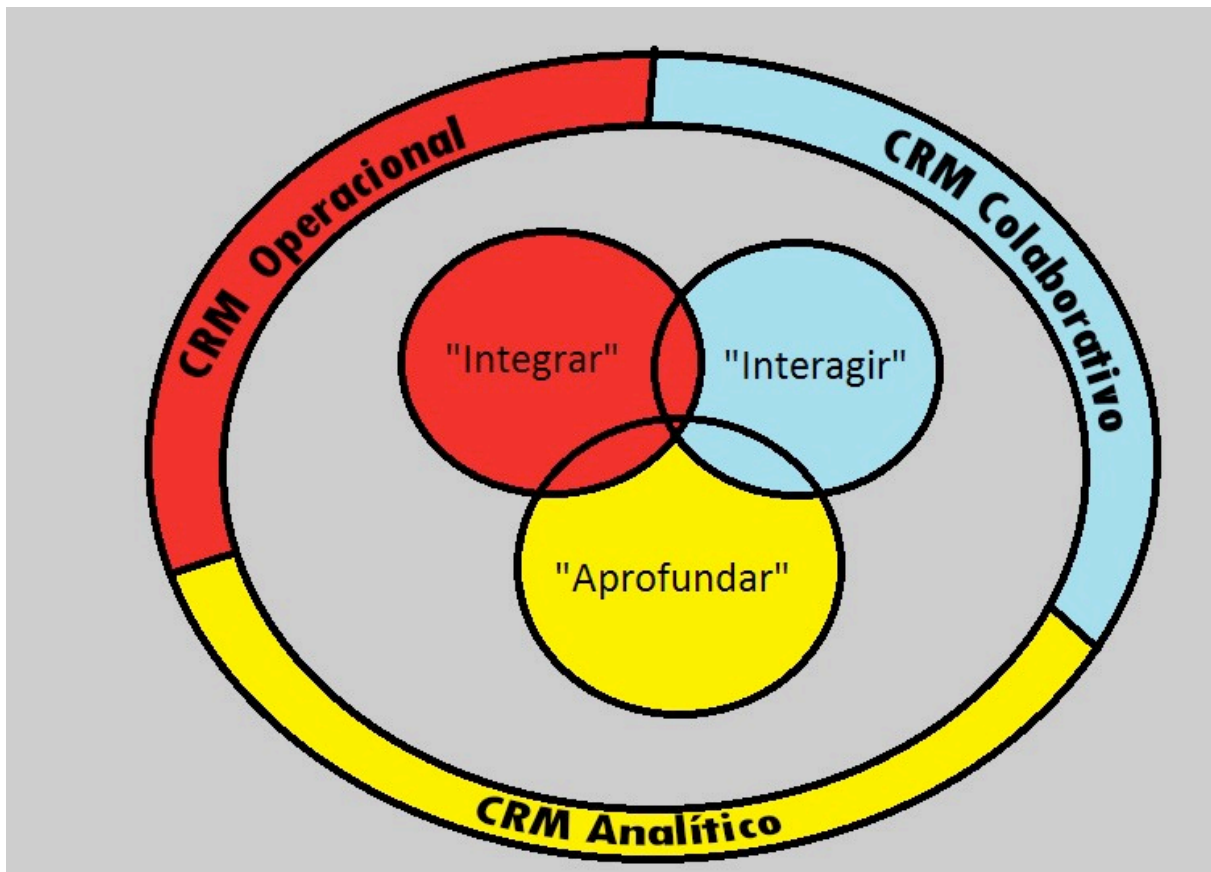 CRM Operacional
CRM Colaborativo
"Integrar"
"Interagir"
"Aprofundar"
CRM Analítico